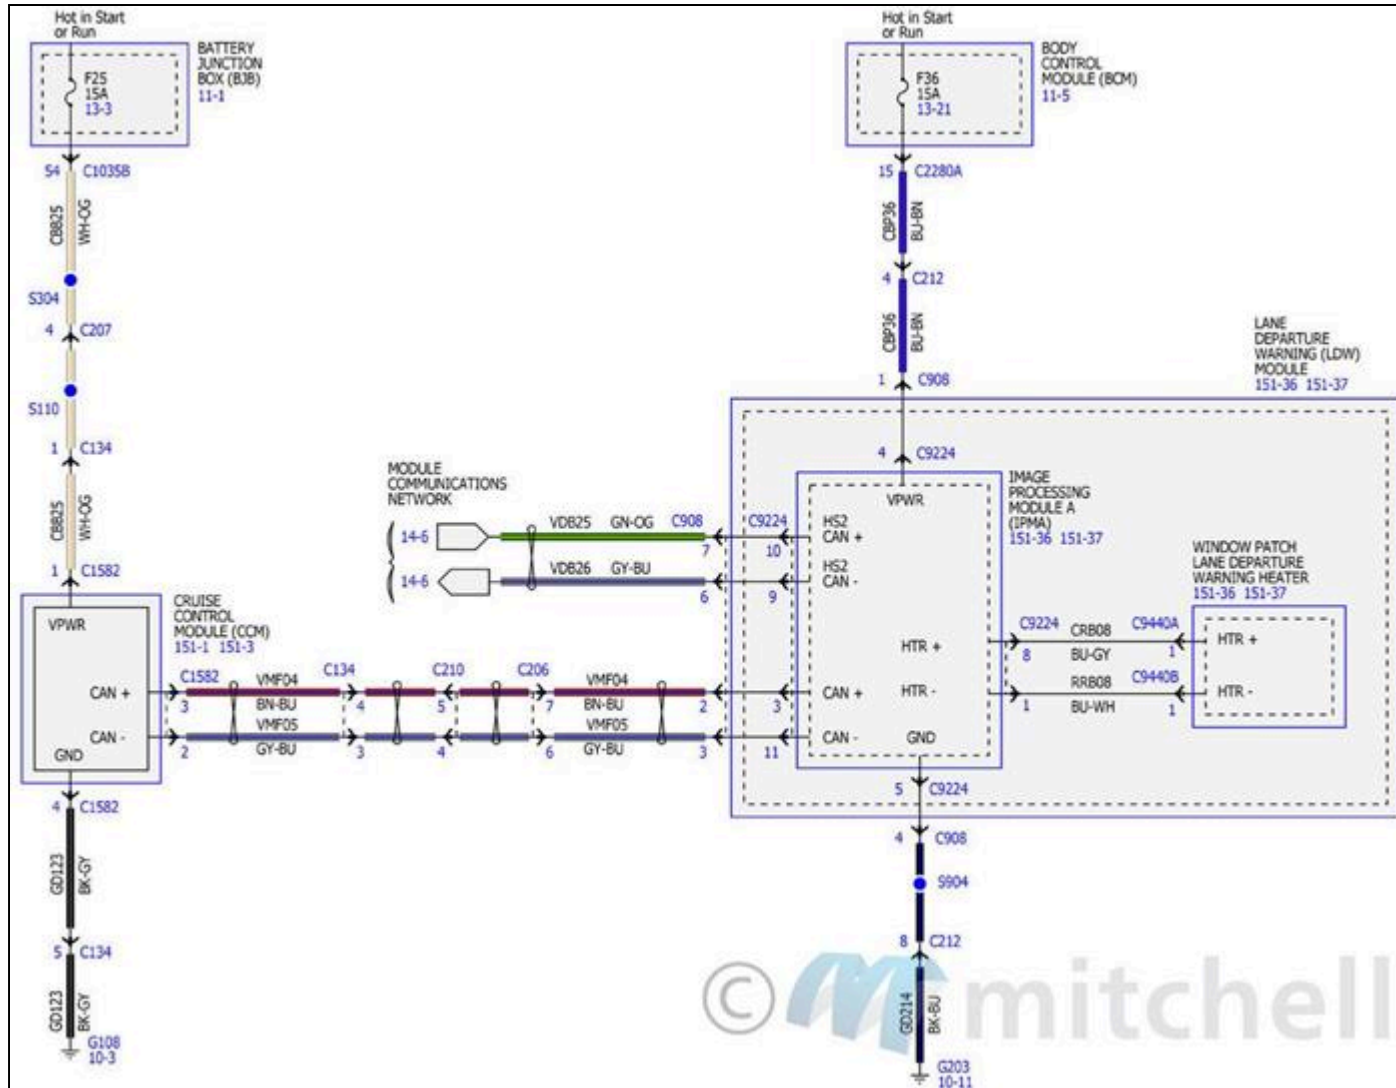 Hot in Start
or Run
BATTERY
JUNCTION
BOX (BJB)
11-1
F25
15A
13-3
54 C1035B
CBB25
WH-OG
S304
4 C207
S110
1 C134
CBB25
WH-OG
1 C1582
CRUISE
CONTROL
MODULE (CCM)
151-1 151-3
VPWR
CAN +
CAN -
GND
C1582
3
2
VMF04
BN-BU
VMF05
GY-BU
C134
4
3
C210
5
4
C206
7
6
VMF04
BN-BU
VMF05
GY-BU
2
3
4 C1582
GD123
BK-GY
5 C134
GD123
BK-GY
G108
10-3
MODULE
COMMUNICATIONS
NETWORK
14-6
14-6
VDB25 GN-OG C908
7
VDB26 GY-BU
6
Hot in Start
or Run
BODY
CONTROL
MODULE (BCM)
11-5
F36
15A
13-21
15 C2280A
CBP36
BU-BN
4 C212
CBP36
BU-BN
1 C908
LANE
DEPARTURE
WARNING (LDW)
MODULE
151-36 151-37
4 C9224
IMAGE
PROCESSING
MODULE A
(IPMA)
151-36 151-37
VPWR
C9224
10
HS2
CAN +
9
HS2
CAN -
3
CAN +
11
CAN -
HTR +
HTR -
GND
C9224
8
CRB08
BU-GY
C9440A
1
1
RRB08
BU-WH
C9440B
1
WINDOW PATCH
LANE DEPARTURE
WARNING HEATER
151-36 151-37
HTR +
HTR -
5 C9224
4 C908
S904
8 C212
GD214
BK-BU
G203
10-11
© mitchell